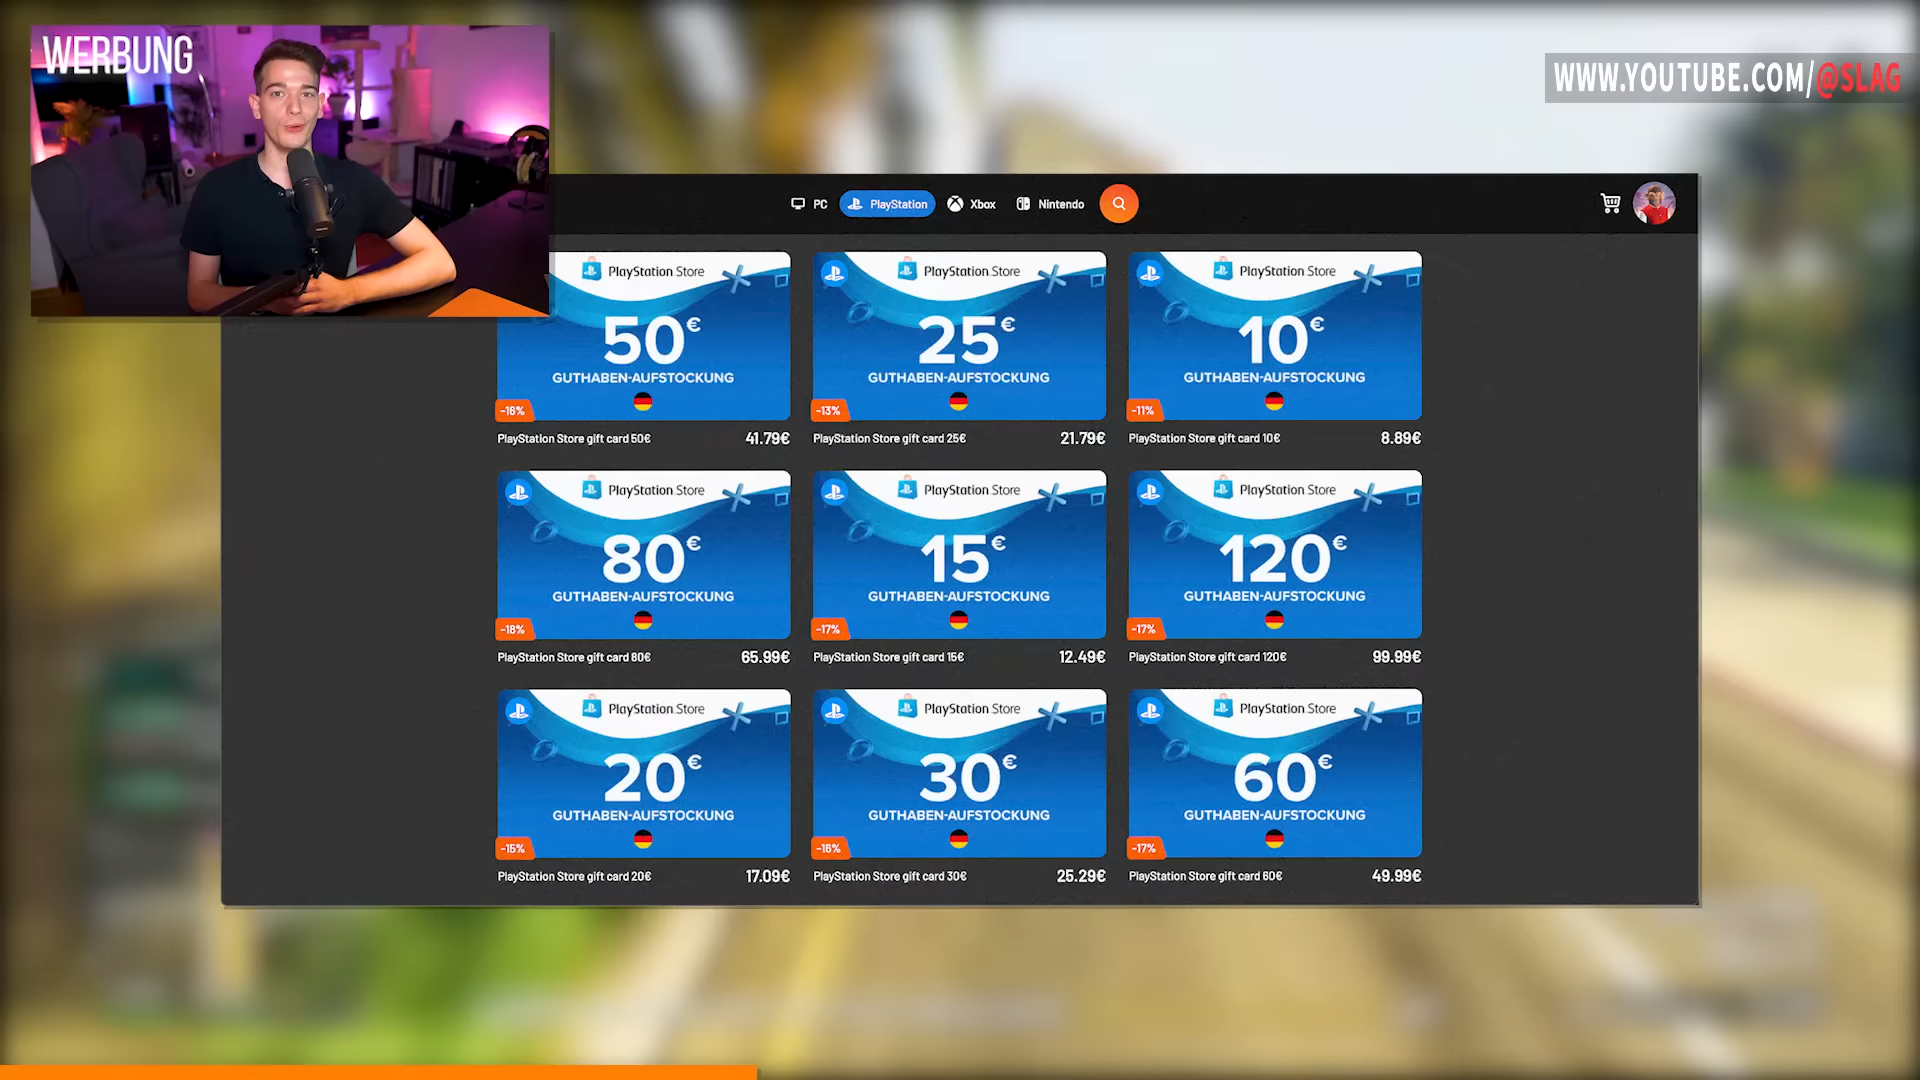 WERBUNG
WWW.YOUTUBE.COM/@SLAG
PC PlayStation Xbox Nintendo
PlayStation Store
50€
GUTHABEN-AUFSTOCKUNG
-16%
PlayStation Store gift card 50€ 41.79€
PlayStation Store
25€
GUTHABEN-AUFSTOCKUNG
-13%
PlayStation Store gift card 25€ 21.79€
PlayStation Store
10€
GUTHABEN-AUFSTOCKUNG
-11%
PlayStation Store gift card 10€ 8.89€
PlayStation Store
80€
GUTHABEN-AUFSTOCKUNG
-18%
PlayStation Store gift card 80€ 65.99€
PlayStation Store
15€
GUTHABEN-AUFSTOCKUNG
-17%
PlayStation Store gift card 15€ 12.49€
PlayStation Store
120€
GUTHABEN-AUFSTOCKUNG
-17%
PlayStation Store gift card 120€ 99.99€
PlayStation Store
20€
GUTHABEN-AUFSTOCKUNG
-15%
PlayStation Store gift card 20€ 17.09€
PlayStation Store
30€
GUTHABEN-AUFSTOCKUNG
-16%
PlayStation Store gift card 30€ 25.29€
PlayStation Store
60€
GUTHABEN-AUFSTOCKUNG
-17%
PlayStation Store gift card 60€ 49.99€